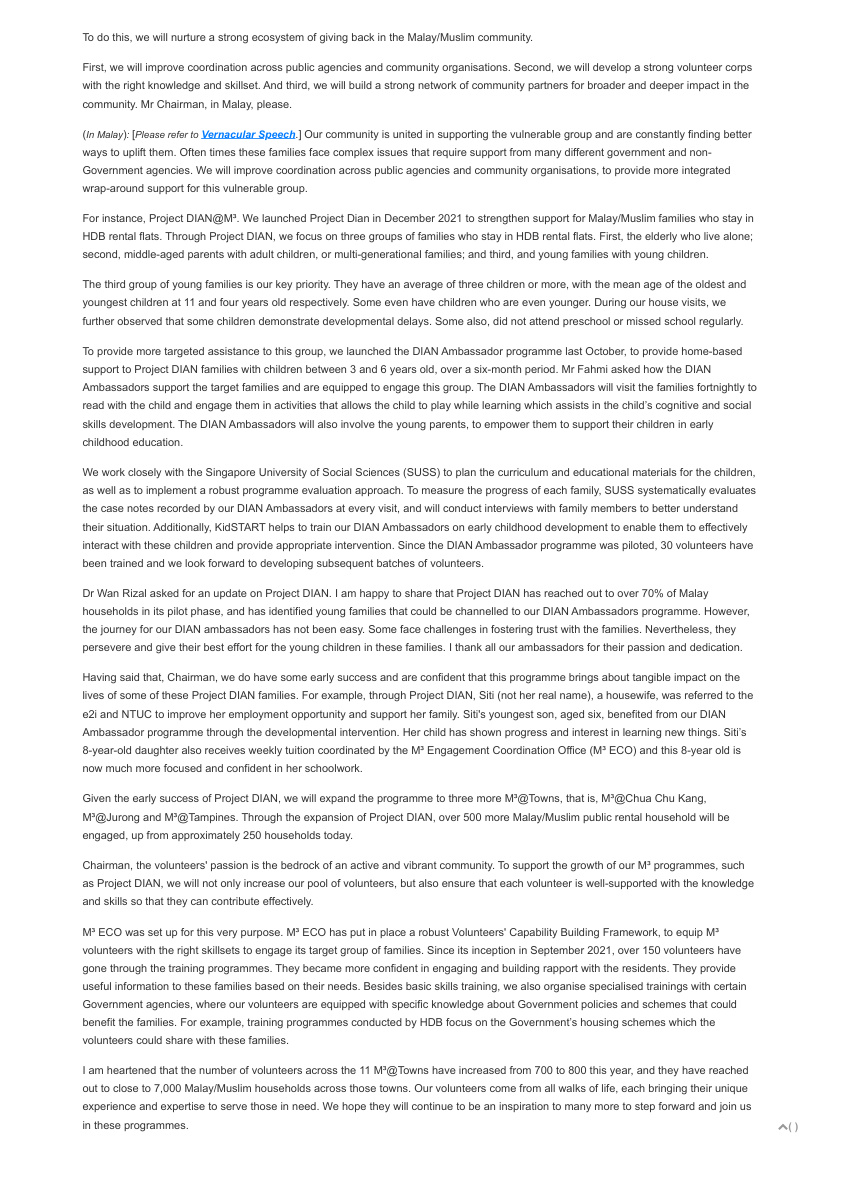 To do this, we will nurture a strong ecosystem of giving back in the Malay/Muslim community.
First, we will improve coordination across public agencies and community organisations. Second, we will develop a strong volunteer corps
with the right knowledge and skillset. And third, we will build a strong network of community partners for broader and deeper impact in the
community. Mr Chairman, in Malay, please.
(In Malay): [Please refer to Vernacular Speech.] Our community is united in supporting the vulnerable group and are constantly finding better
ways to uplift them. Often times these families face complex issues that require support from many different government and non-
Government agencies. We will improve coordination across public agencies and community organisations, to provide more integrated
wrap-around support for this vulnerable group.
For instance, Project DIAN@M³. We launched Project Dian in December 2021 to strengthen support for Malay/Muslim families who stay in
HDB rental flats. Through Project DIAN, we focus on three groups of families who stay in HDB rental flats. First, the elderly who live alone;
second, middle-aged parents with adult children, or multi-generational families; and third, and young families with young children.
The third group of young families is our key priority. They have an average of three children or more, with the mean age of the oldest and
youngest children at 11 and four years old respectively. Some even have children who are even younger. During our house visits, we
further observed that some children demonstrate developmental delays. Some also, did not attend preschool or missed school regularly.
To provide more targeted assistance to this group, we launched the DIAN Ambassador programme last October, to provide home-based
support to Project DIAN families with children between 3 and 6 years old, over a six-month period. Mr Fahmi asked how the DIAN
Ambassadors support the target families and are equipped to engage this group. The DIAN Ambassadors will visit the families fortnightly to
read with the child and engage them in activities that allows the child to play while learning which assists in the child's cognitive and social
skills development. The DIAN Ambassadors will also involve the young parents, to empower them to support their children in early
childhood education.
We work closely with the Singapore University of Social Sciences (SUSS) to plan the curriculum and educational materials for the children,
as well as to implement a robust programme evaluation approach. To measure the progress of each family, SUSS systematically evaluates
the case notes recorded by our DIAN Ambassadors at every visit, and will conduct interviews with family members to better understand
their situation. Additionally, KidSTART helps to train our DIAN Ambassadors on early childhood development to enable them to effectively
interact with these children and provide appropriate intervention. Since the DIAN Ambassador programme was piloted, 30 volunteers have
been trained and we look forward to developing subsequent batches of volunteers.
Dr Wan Rizal asked for an update on Project DIAN. I am happy to share that Project DIAN has reached out to over 70% of Malay
households in its pilot phase, and has identified young families that could be channelled to our DIAN Ambassadors programme. However,
the journey for our DIAN ambassadors has not been easy. Some face challenges in fostering trust with the families. Nevertheless, they
persevere and give their best effort for the young children in these families. I thank all our ambassadors for their passion and dedication.
Having said that, Chairman, we do have some early success and are confident that this programme brings about tangible impact on the
lives of some of these Project DIAN families. For example, through Project DIAN, Siti (not her real name), a housewife, was referred to the
e2i and NTUC to improve her employment opportunity and support her family. Siti's youngest son, aged six, benefited from our DIAN
Ambassador programme through the developmental intervention. Her child has shown progress and interest in learning new things. Siti's
8-year-old daughter also receives weekly tuition coordinated by the M³ Engagement Coordination Office (M³ ECO) and this 8-year old is
now much more focused and confident in her schoolwork.
Given the early success of Project DIAN, we will expand the programme to three more M³@Towns, that is, M³@Chua Chu Kang,
M³@Jurong and M³@Tampines. Through the expansion of Project DIAN, over 500 more Malay/Muslim public rental household will be
engaged, up from approximately 250 households today.
Chairman, the volunteers' passion is the bedrock of an active and vibrant community. To support the growth of our M³ programmes, such
as Project DIAN, we will not only increase our pool of volunteers, but also ensure that each volunteer is well-supported with the knowledge
and skills so that they can contribute effectively.
M³ ECO was set up for this very purpose. M³ ECO has put in place a robust Volunteers' Capability Building Framework, to equip M³
volunteers with the right skillsets to engage its target group of families. Since its inception in September 2021, over 150 volunteers have
gone through the training programmes. They became more confident in engaging and building rapport with the residents. They provide
useful information to these families based on their needs. Besides basic skills training, we also organise specialised trainings with certain
Government agencies, where our volunteers are equipped with specific knowledge about Government policies and schemes that could
benefit the families. For example, training programmes conducted by HDB focus on the Government's housing schemes which the
volunteers could share with these families.
I am heartened that the number of volunteers across the 11 M³@Towns have increased from 700 to 800 this year, and they have reached
out to close to 7,000 Malay/Muslim households across those towns. Our volunteers come from all walks of life, each bringing their unique
experience and expertise to serve those in need. We hope they will continue to be an inspiration to many more to step forward and join us
in these programmes.
( )